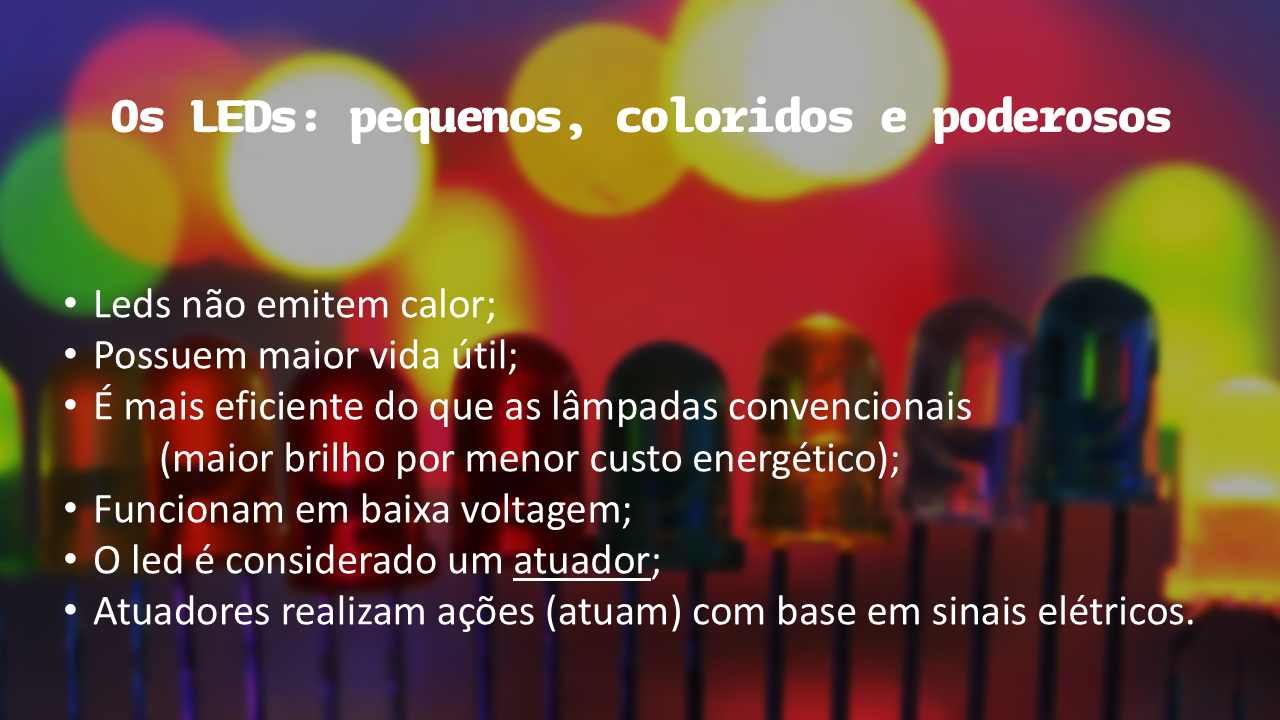 Os LEDs: pequenos, coloridos e poderosos
• Leds não emitem calor;
• Possuem maior vida útil;
• É mais eficiente do que as lâmpadas convencionais
(maior brilho por menor custo energético);
• Funcionam em baixa voltagem;
• O led é considerado um atuador;
• Atuadores realizam ações (atuam) com base em sinais elétricos.